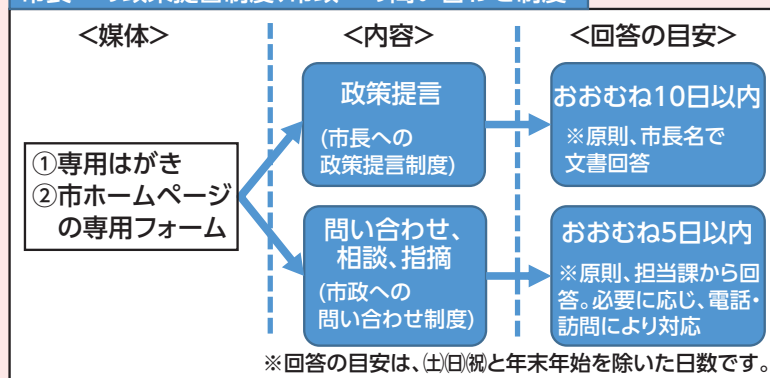 <媒体>
<内容>
<回答の目安>
①専用はがき
②市ホームページ
の専用フォーム
政策提言
(市長への
政策提言制度)
おおむね10日以内
※原則、市長名で
文書回答
問い合わせ、
相談、指摘
(市政への
問い合わせ制度)
おおむね5日以内
※原則、担当課から回
答。必要に応じ、電話・
訪問により対応
※回答の目安は、㈯㈰㈷と年末年始を除いた日数です。